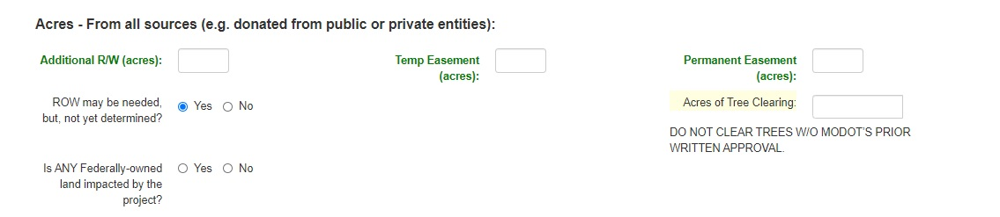 Acres - From all sources (e.g. donated from public or private entities):
Additional R/W (acres):
Temp Easement
(acres):
Permanent Easement
(acres):
ROW may be needed,
but, not yet determined?
Yes No
Acres of Tree Clearing:
DO NOT CLEAR TREES W/O MODOT'S PRIOR
WRITTEN APPROVAL.
Is ANY Federally-owned
land impacted by the
project?
Yes No